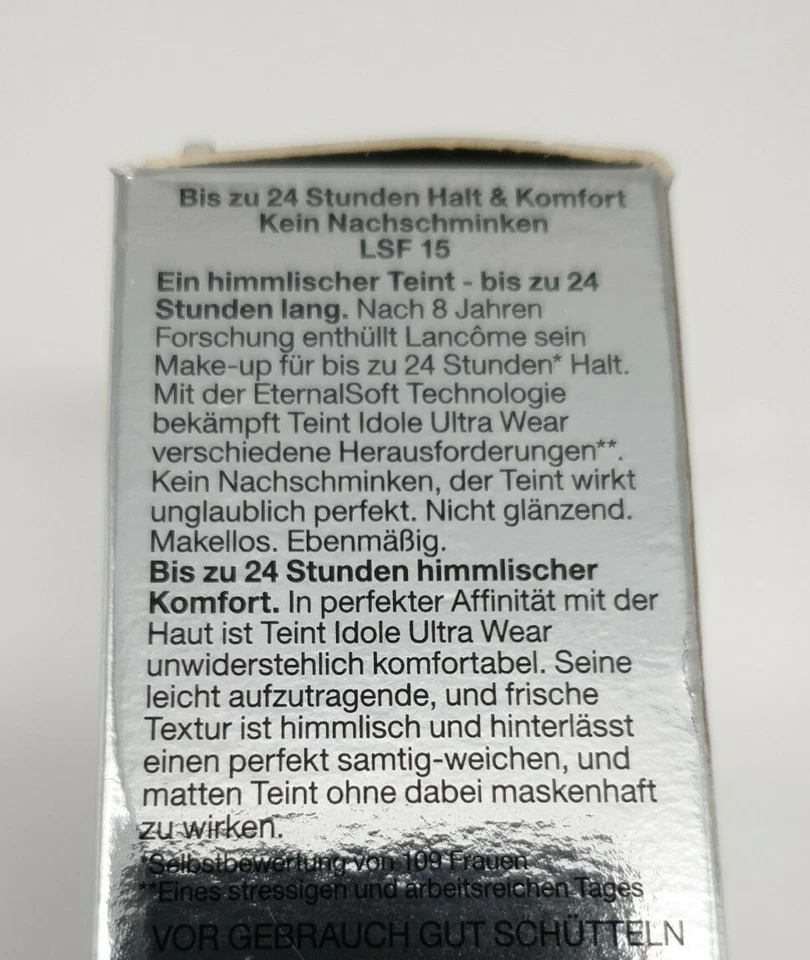 Bis zu 24 Stunden Halt & Komfort
Kein Nachschminken
LSF 15
Ein himmlischer Teint - bis zu 24
Stunden lang. Nach 8 Jahren
Forschung enthüllt Lancôme sein
Make-up für bis zu 24 Stunden* Halt.
Mit der EternalSoft Technologie
bekämpft Teint Idole Ultra Wear
verschiedene Herausforderungen**.
Kein Nachschminken, der Teint wirkt
unglaublich perfekt. Nicht glänzend.
Makellos. Ebenmäßig.
Bis zu 24 Stunden himmlischer
Komfort. In perfekter Affinität mit der
Haut ist Teint Idole Ultra Wear
unwiderstehlich komfortabel. Seine
leicht aufzutragende, und frische
Textur ist himmlisch und hinterlässt
einen perfekt samtig-weichen, und
matten Teint ohne dabei maskenhaft
zu wirken.
*Selbstbewertung von 109 Frauen
**Eines stressigen und arbeitsreichen Tages
VOR GEBRAUCH GUT SCHÜTTELN